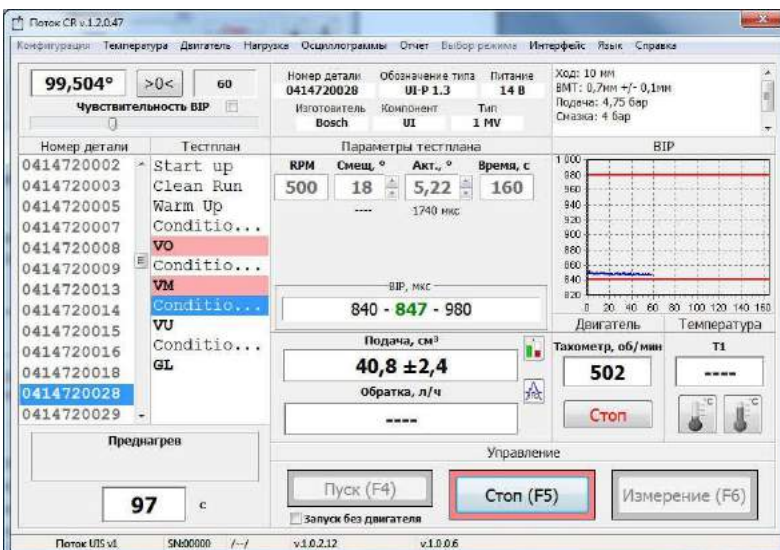 Поток CR v.1.2.0.47
Конфигурация Температура Двигатель Нагрузка Осциллограммы Отчет Выбор режима Интерфейс Язык Справка
99,504° >0< 60
Чувствительность BIP
Номер детали Обозначение типа Питание
0414720028 UI-P 1.3 14 В
Изготовитель Компонент Тип
Bosch UI 1 MV
Ход: 10 мм
ВМТ: 0,7мм +/- 0,1мм
Подача: 4,75 бар
Смазка: 4 бар
Номер детали Тестплан
0414720002 Start up
0414720003 Clean Run
0414720005 Warm Up
0414720007 Conditio...
0414720008 VO
0414720009 Conditio...
0414720013 VM
0414720014 Conditio...
0414720015 VU
0414720016 Conditio...
0414720018 GL
0414720028
0414720029
Параметры тестплана
RPM Смещ, ° Акт., ° Время, с
500 18 5,22 160
---- 1740 мкс
BIP, мкс
840 - 847 - 980
Подача, см³
40,8 ±2,4
Обратка, л/ч
----
BIP
1 000
980
960
940
920
900
880
860
840
820
0 20 40 60 80 100 120 140 160
Двигатель Температура
Тахометр, об/мин T1
502 ----
Стоп °C °C
Преднагрев
97 с
Управление
Пуск (F4) Стоп (F5) Измерение (F6)
Запуск без двигателя
Поток UIS v1 SN:00000 /--/ v.1.0.2.12 v.1.0.0.6